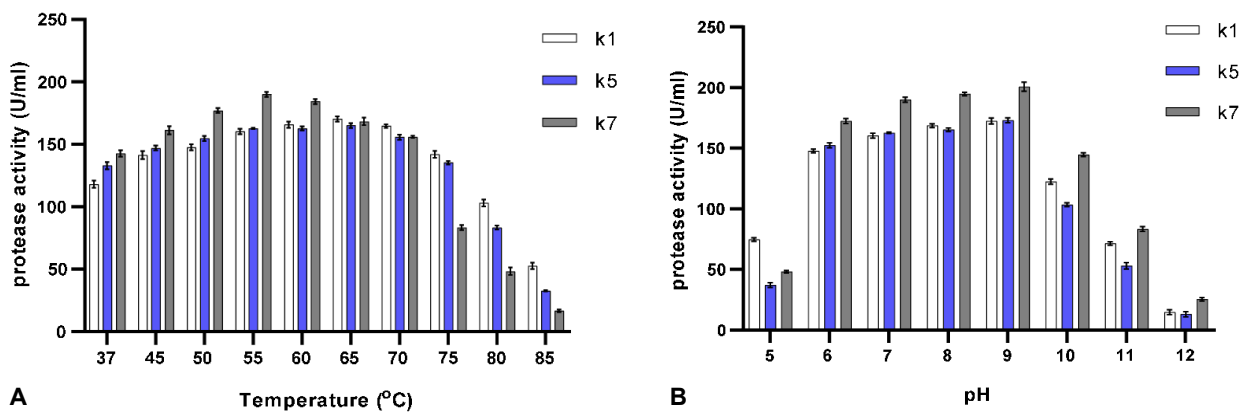 250
200
150
100
50
0
protease activity (U/ml)
k1
k5
k7
37 45 50 55 60 65 70 75 80 85
Temperature (°C)
A
250
200
150
100
50
0
protease activity (U/ml)
k1
k5
k7
5 6 7 8 9 10 11 12
pH
B